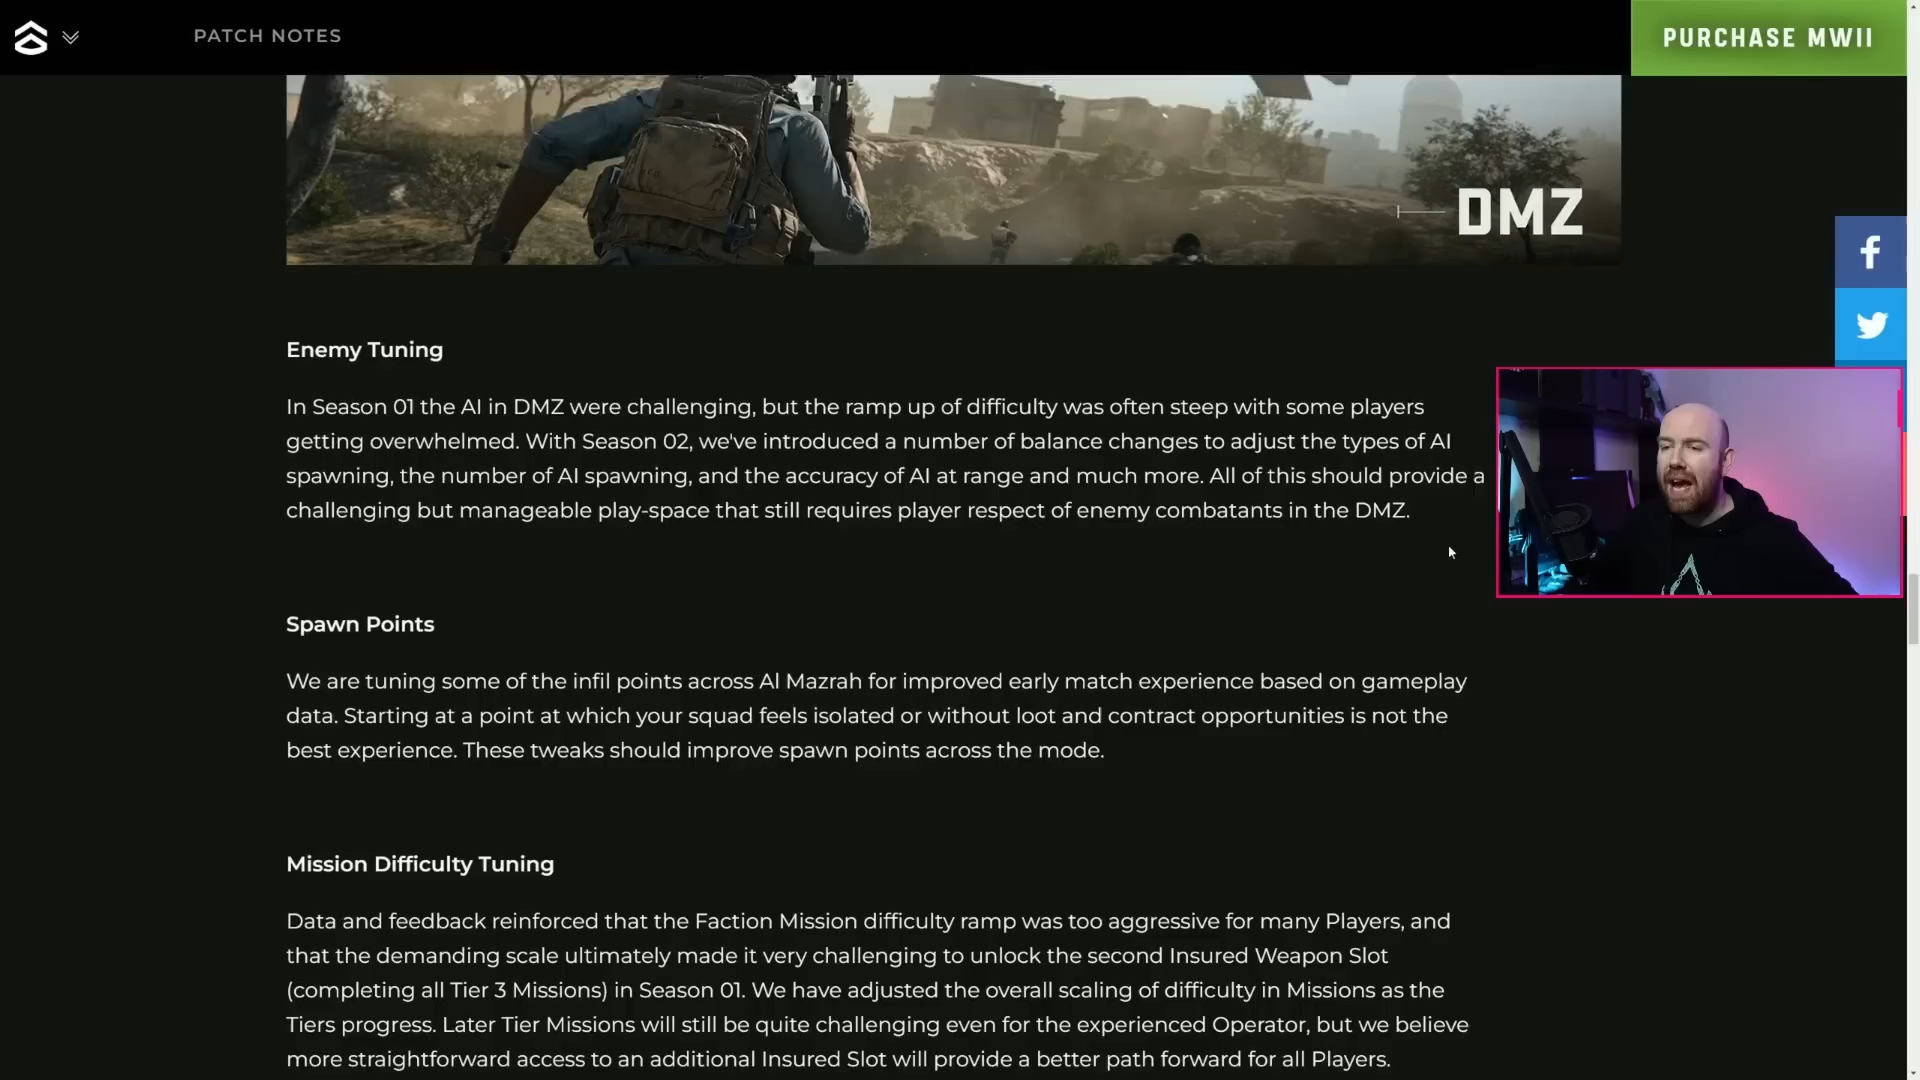 PATCH NOTES
PURCHASE MWII
DMZ
Enemy Tuning
In Season 01 the AI in DMZ were challenging, but the ramp up of difficulty was often steep with some players
getting overwhelmed. With Season 02, we've introduced a number of balance changes to adjust the types of AI
spawning, the number of AI spawning, and the accuracy of AI at range and much more. All of this should provide a
challenging but manageable play-space that still requires player respect of enemy combatants in the DMZ.
Spawn Points
We are tuning some of the infil points across Al Mazrah for improved early match experience based on gameplay
data. Starting at a point at which your squad feels isolated or without loot and contract opportunities is not the
best experience. These tweaks should improve spawn points across the mode.
Mission Difficulty Tuning
Data and feedback reinforced that the Faction Mission difficulty ramp was too aggressive for many Players, and
that the demanding scale ultimately made it very challenging to unlock the second Insured Weapon Slot
(completing all Tier 3 Missions) in Season 01. We have adjusted the overall scaling of difficulty in Missions as the
Tiers progress. Later Tier Missions will still be quite challenging even for the experienced Operator, but we believe
more straightforward access to an additional Insured Slot will provide a better path forward for all Players.